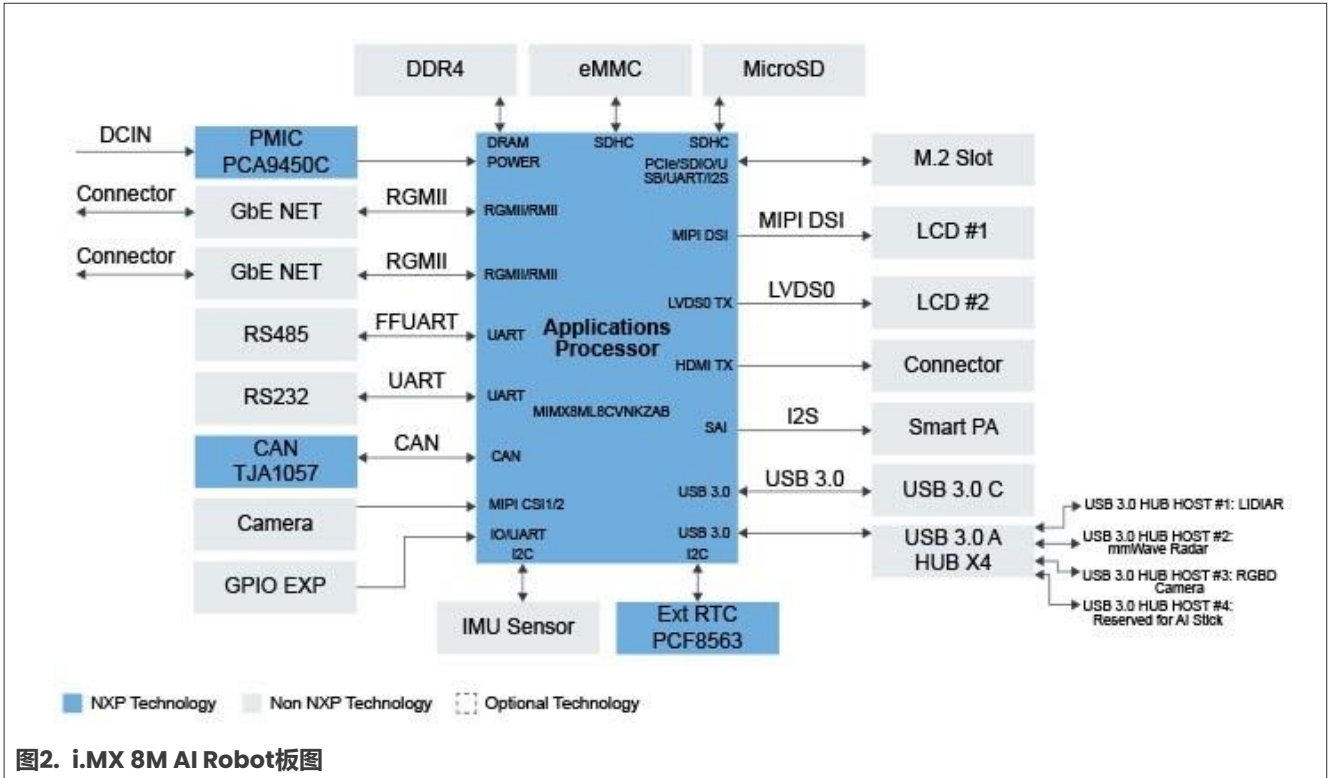 DDR4
eMMC
MicroSD
DCIN
PMIC
PCA9450C
DRAM
POWER
SDHC
SDHC
PCIe/SDIO/U
SB/UART/I2S
M.2 Slot
Connector
GbE NET
RGMII
RGMII/RMII
MIPI DSI
MIPI DSI
LCD #1
Connector
GbE NET
RGMII
RGMII/RMII
LVDS0 TX
LVDS0
LCD #2
RS485
FFUART
UART
Applications
Processor
HDMI TX
Connector
RS232
UART
UART
MIMX8ML8CVNKZAB
SAI
I2S
Smart PA
CAN
TJA1057
CAN
CAN
USB 3.0
USB 3.0
USB 3.0 C
Camera
MIPI CSI1/2
USB 3.0
USB 3.0 A
HUB X4
USB 3.0 HUB HOST #1: LIDIAR
USB 3.0 HUB HOST #2:
mmWave Radar
USB 3.0 HUB HOST #3: RGBD
Camera
USB 3.0 HUB HOST #4:
Reserved for AI Stick
GPIO EXP
IO/UART
I2C
I2C
IMU Sensor
Ext RTC
PCF8563
NXP Technology
Non NXP Technology
Optional Technology
图2. i.MX 8M AI Robot板图